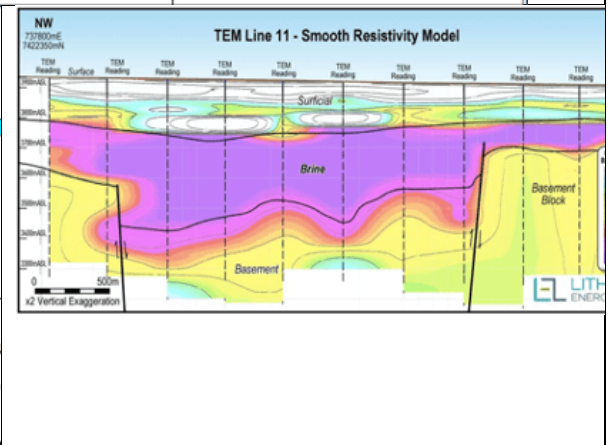 NW
737800mE
7422350mN
TEM Line 11 - Smooth Resistivity Model
TEM Reading
Surface
TEM Reading
TEM Reading
TEM Reading
TEM Reading
TEM Reading
TEM Reading
TEM Reading
TEM Reading
TEM Reading
Surficial
Brine
Basement
Block
Basement
0 500m
x2 Vertical Exaggeration
LEL